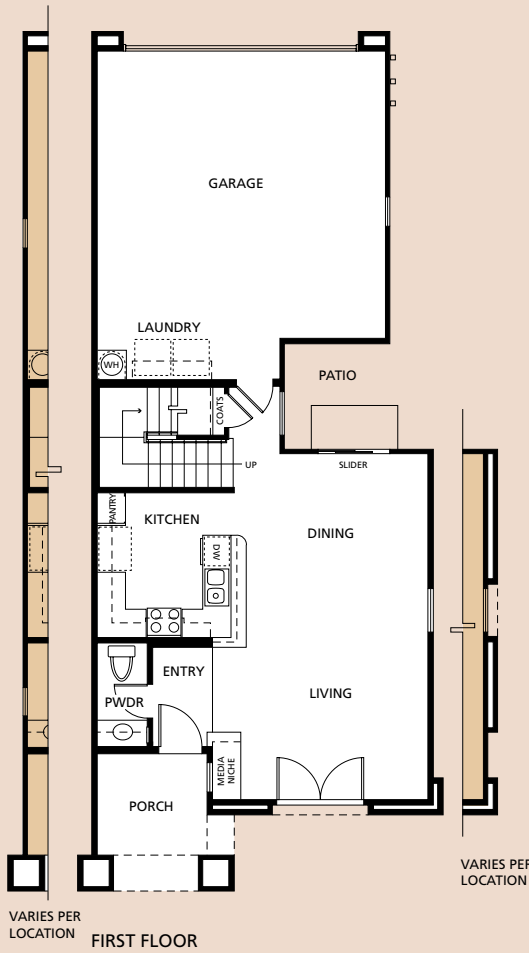 GARAGE
LAUNDRY
WH
PATIO
COATS
UP
SLIDER
PANTRY
KITCHEN
DW
DINING
ENTRY
PWDR
LIVING
MEDIA
NICHE
PORCH
VARIES PER
LOCATION
VARIES PER
LOCATION
FIRST FLOOR